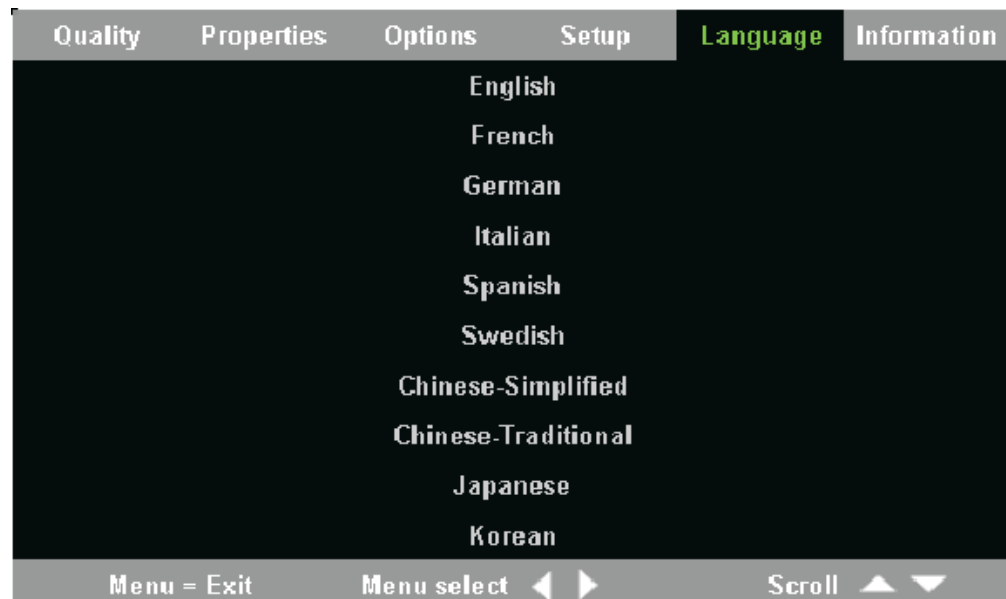 Quality Properties Options Setup Language Information
English
French
German
Italian
Spanish
Swedish
Chinese-Simplified
Chinese-Traditional
Japanese
Korean
Menu = Exit Menu select Scroll